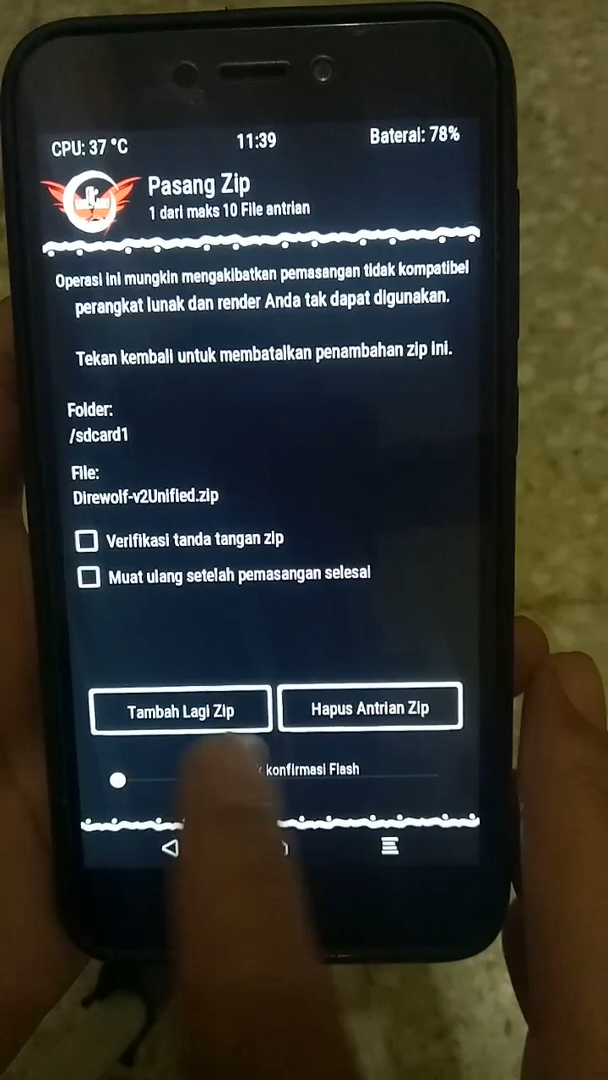 CPU: 37 °C 11:39 Baterai: 78%
Pasang Zip
1 dari maks 10 File antrian
Operasi ini mungkin mengakibatkan pemasangan tidak kompatibel
perangkat lunak dan render Anda tak dapat digunakan.
Tekan kembali untuk membatalkan penambahan zip ini.
Folder:
/sdcard1
File:
Direwolf-v2Unified.zip
Verifikasi tanda tangan zip
Muat ulang setelah pemasangan selesai
Tambah Lagi Zip
Hapus Antrian Zip
konfirmasi Flash